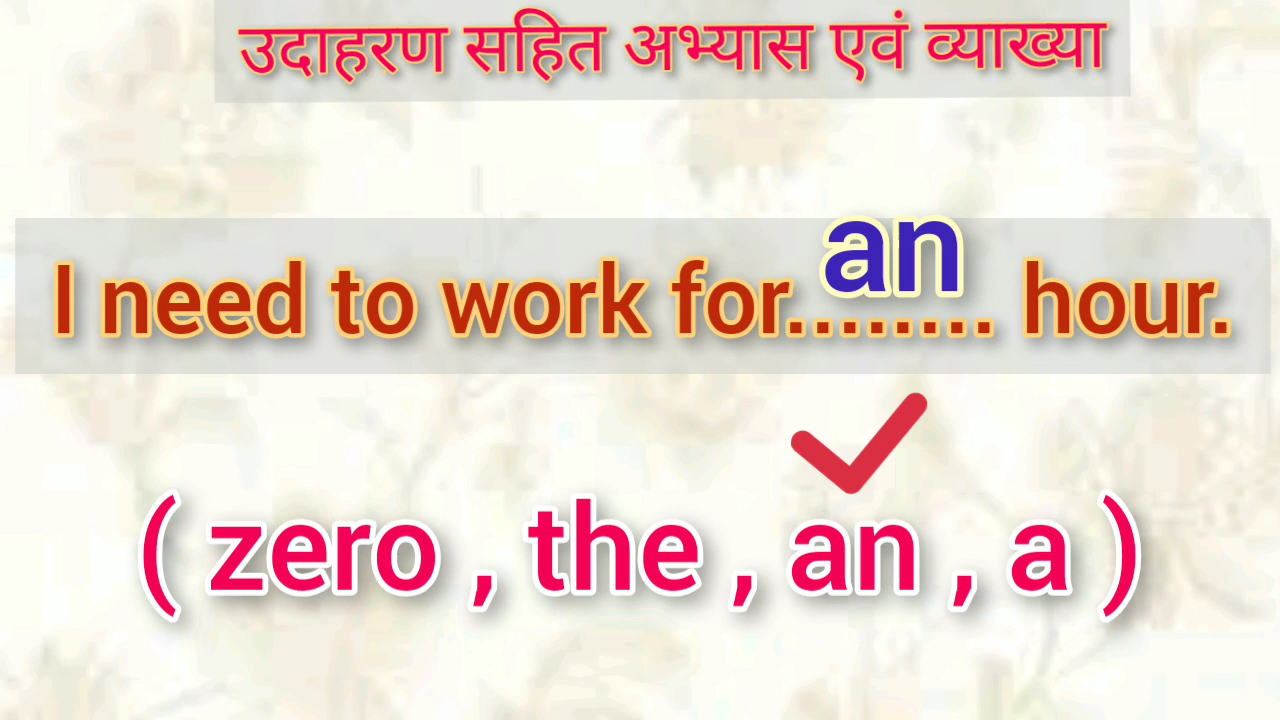 उदाहरण सहित अभ्यास एवं व्याख्या
an
I need to work for........ hour.
( zero , the , an , a )